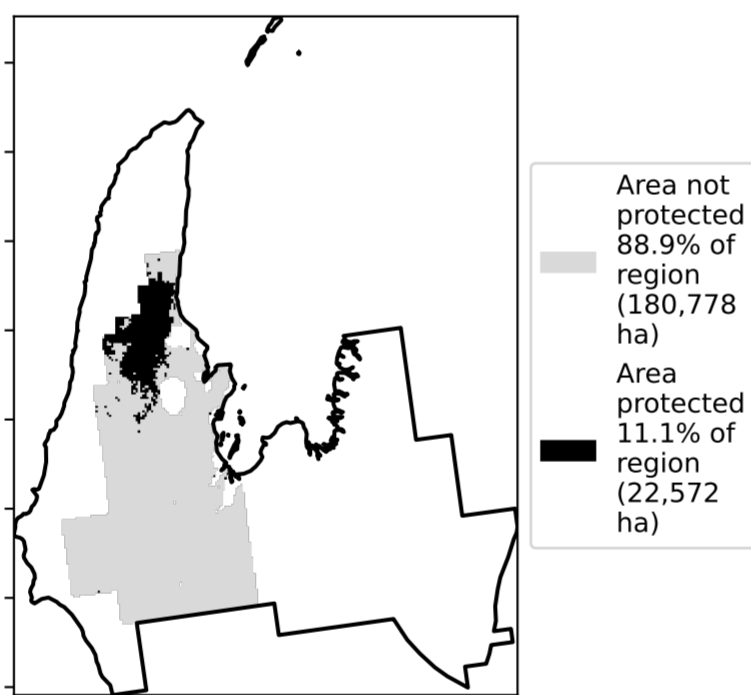 Area not
protected
88.9% of
region
(180,778
ha)
Area
protected
11.1% of
region
(22,572
ha)